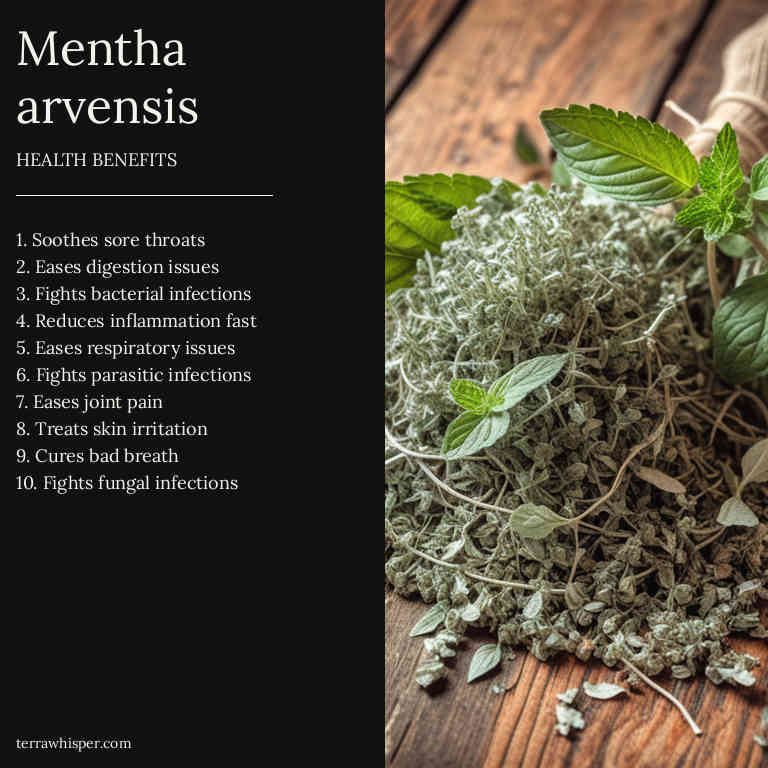 Mentha
arvensis
HEALTH BENEFITS
1. Soothes sore throats
2. Eases digestion issues
3. Fights bacterial infections
4. Reduces inflammation fast
5. Eases respiratory issues
6. Fights parasitic infections
7. Eases joint pain
8. Treats skin irritation
9. Cures bad breath
10. Fights fungal infections
terrawhisper.com